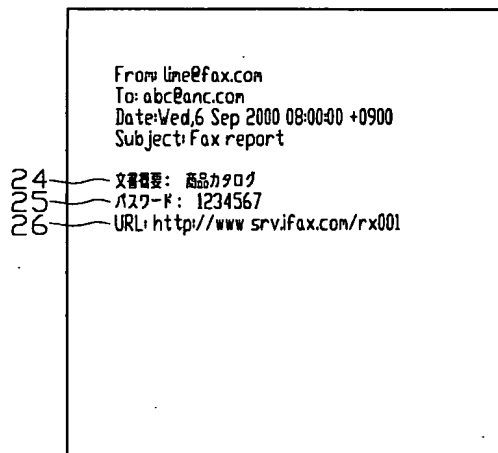 From: line@fax.com
To: abc@anc.com
Date:Wed,6 Sep 2000 08:00:00 +0900
Subject: Fax report
24 文書概要: 商品カタログ
25 パスワード: 1234567
26 URL: http://www srv.ifax.com/rx001